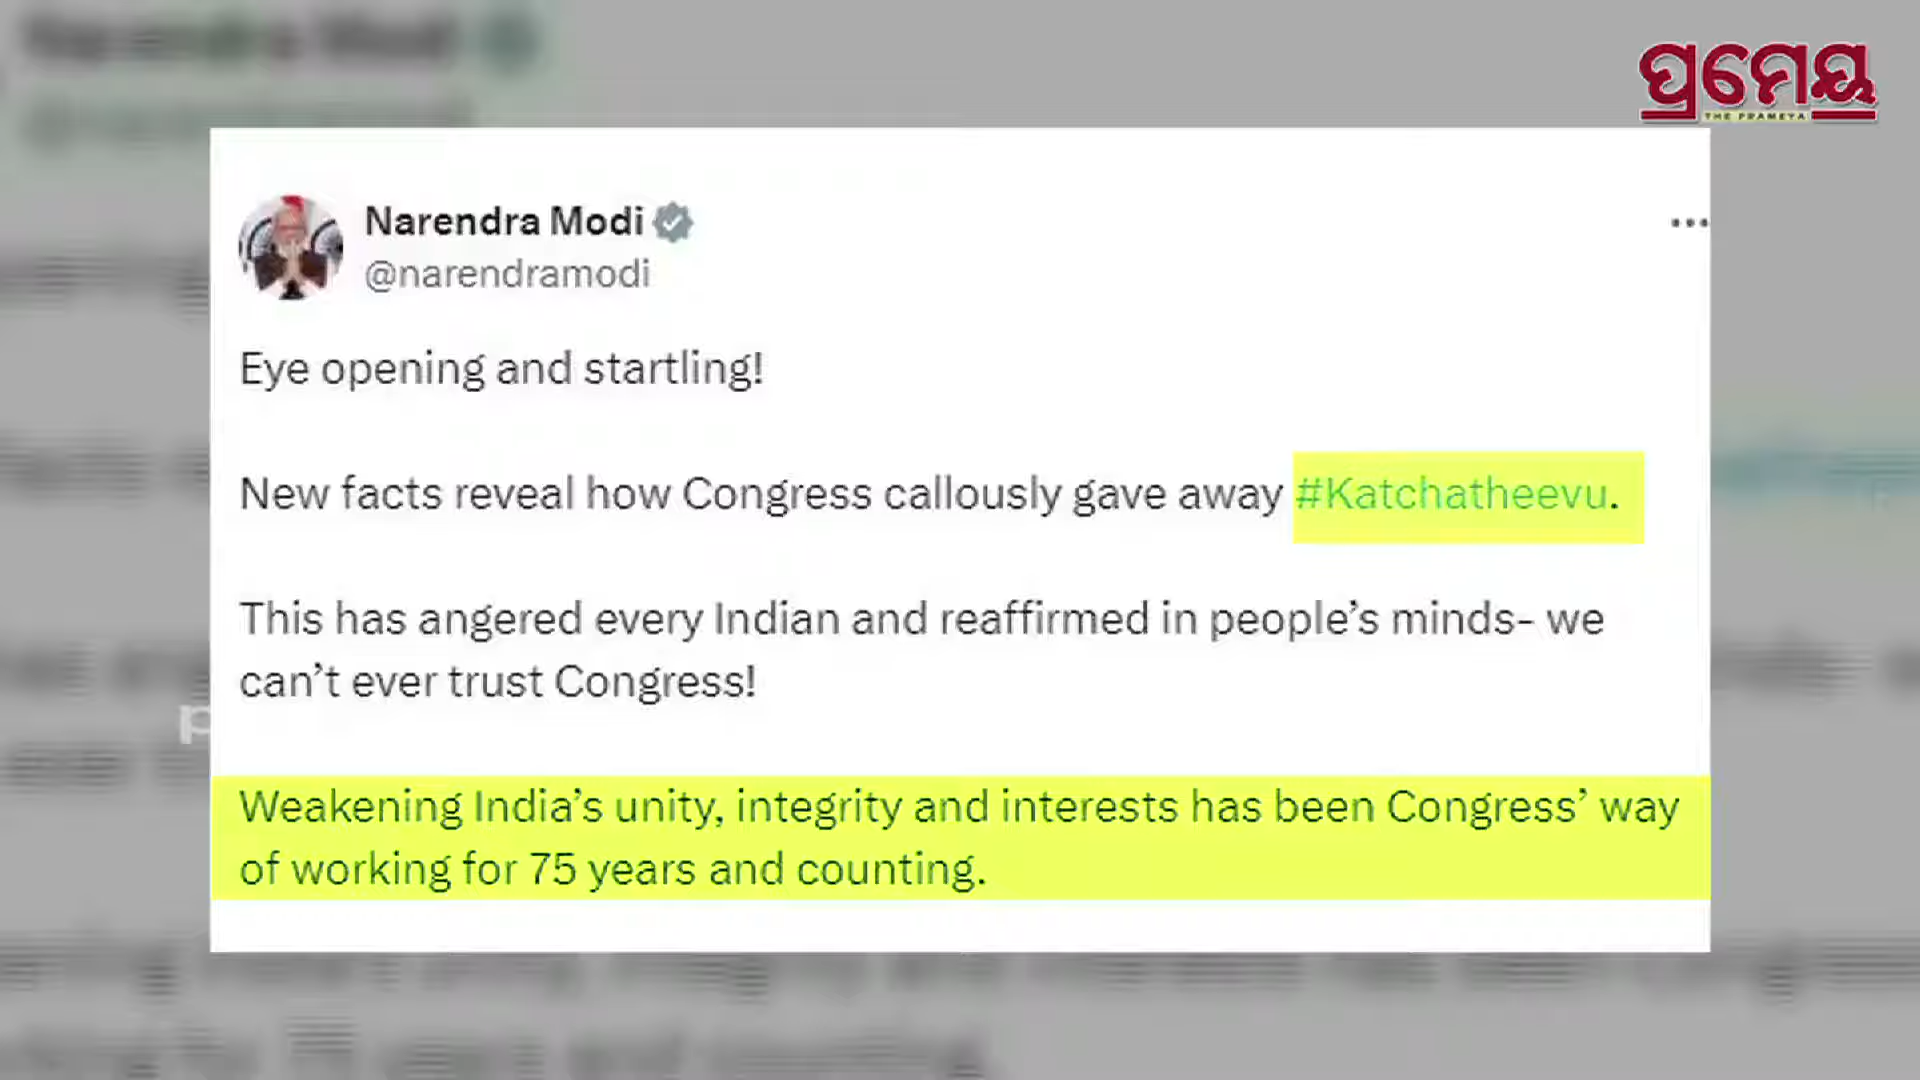 ପ୍ରମେୟ
THE PRAMEYA
Narendra Modi
@narendramodi
Eye opening and startling!
New facts reveal how Congress callously gave away #Katchatheevu.
This has angered every Indian and reaffirmed in people’s minds- we
can’t ever trust Congress!
Weakening India’s unity, integrity and interests has been Congress’ way
of working for 75 years and counting.